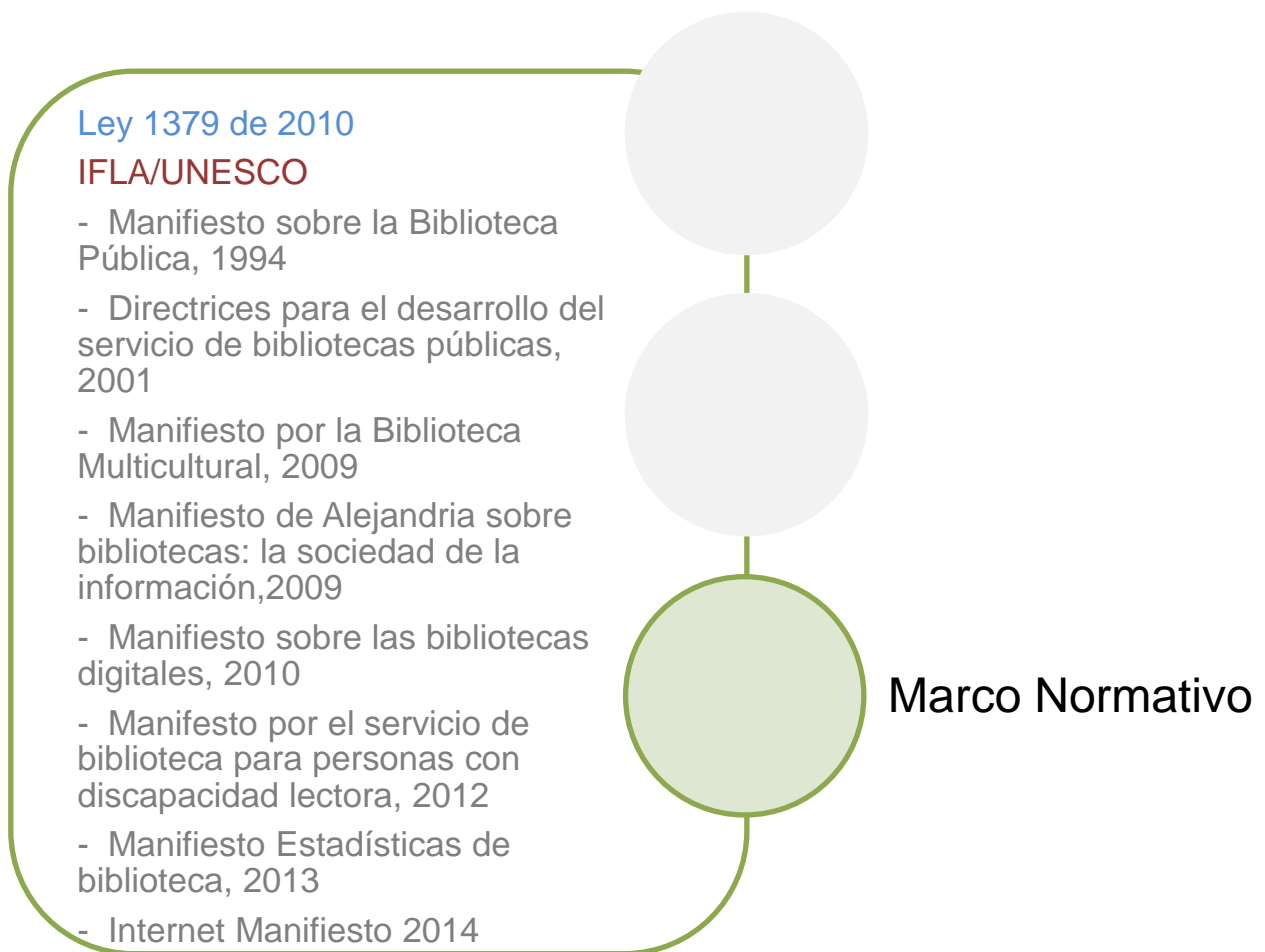 Ley 1379 de 2010
IFLA/UNESCO
- Manifiesto sobre la Biblioteca
Pública, 1994
- Directrices para el desarrollo del
servicio de bibliotecas públicas,
2001
- Manifiesto por la Biblioteca
Multicultural, 2009
- Manifiesto de Alejandria sobre
bibliotecas: la sociedad de la
información,2009
- Manifiesto sobre las bibliotecas
digitales, 2010
- Manifesto por el servicio de
biblioteca para personas con
discapacidad lectora, 2012
- Manifiesto Estadísticas de
biblioteca, 2013
- Internet Manifiesto 2014
Marco Normativo